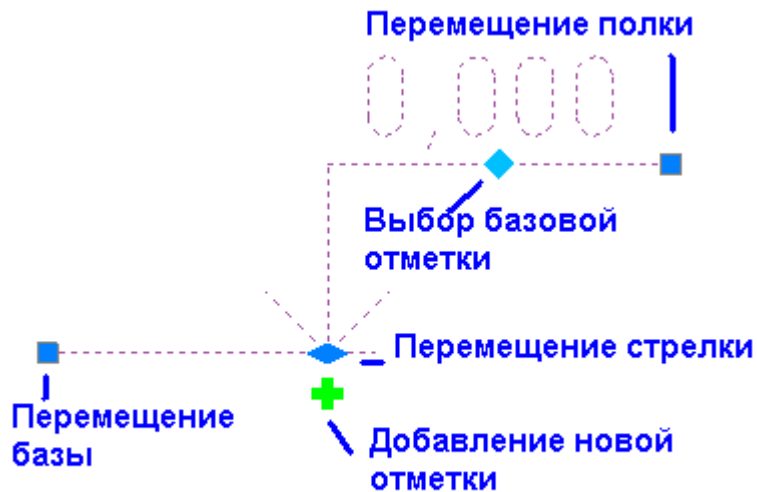 Перемещение полки
0,000
Выбор базовой
отметки
Перемещение стрелки
Перемещение
базы
Добавление новой
отметки